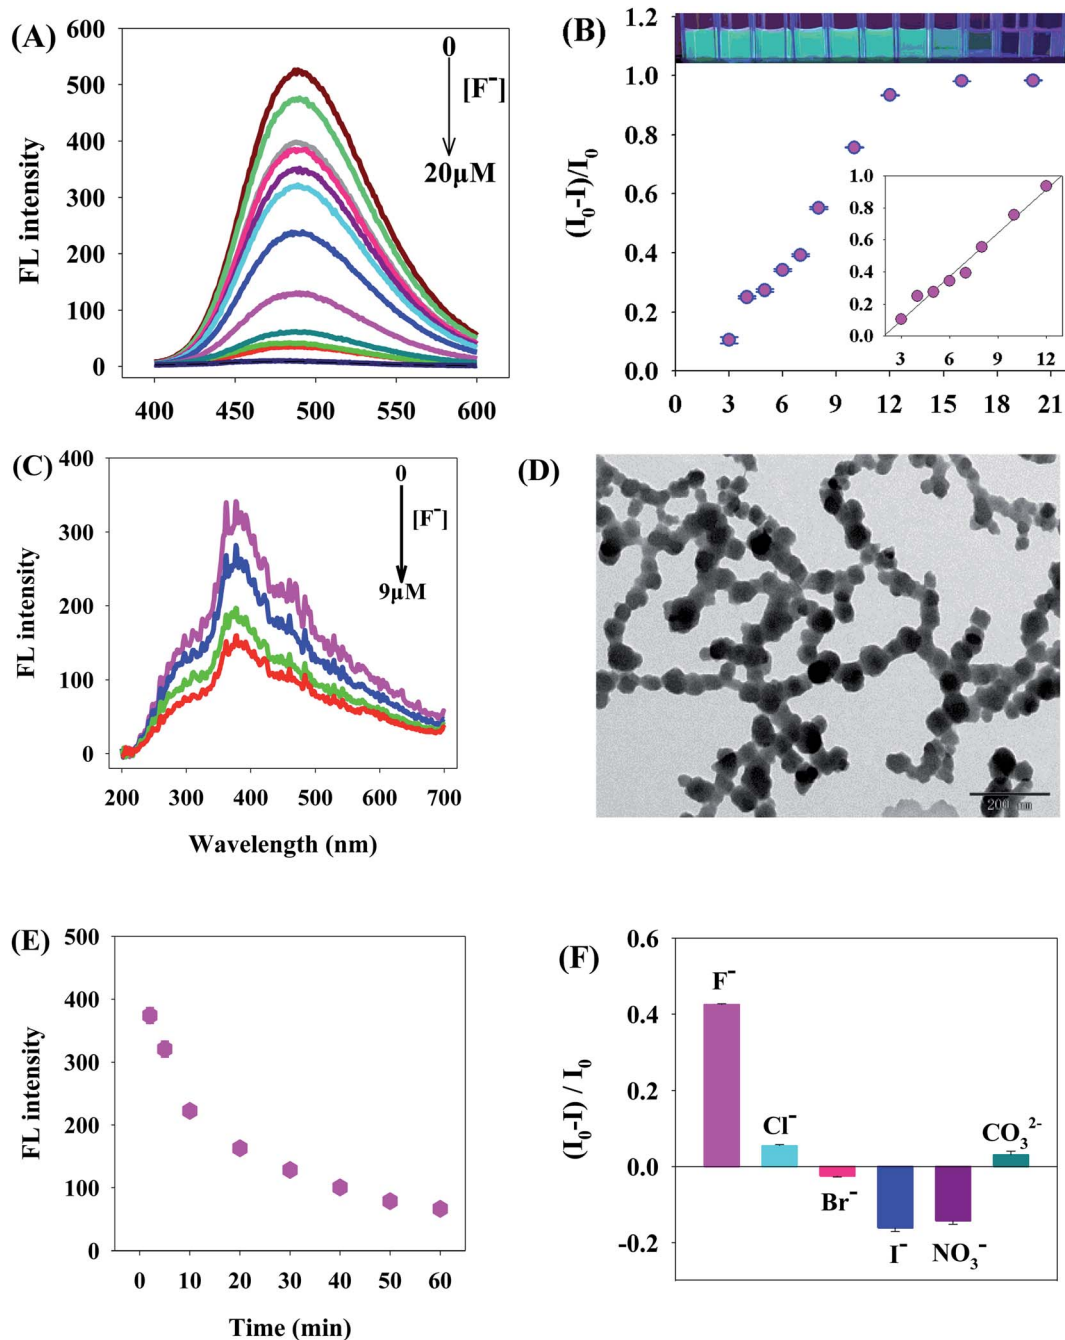 (A)
600
500
400
300
200
100
0
FL intensity
400 450 500 550 600
0
[F⁻]
20μM
(B)
1.2
1.0
0.8
0.6
0.4
0.2
0.0
(I₀-I)/I₀
0 3 6 9 12 15 18 21
1.0
0.8
0.6
0.4
0.2
0.0
3 6 9 12
(C)
400
300
200
100
0
FL intensity
200 300 400 500 600 700
Wavelength (nm)
0
[F⁻]
9μM
(D)
200 nm
(E)
500
400
300
200
100
0
FL intensity
0 10 20 30 40 50 60
Time (min)
(F)
0.6
0.4
0.2
0.0
-0.2
(I₀-I) / I₀
F⁻
Cl⁻
Br⁻
I⁻
NO₃⁻
CO₃²⁻